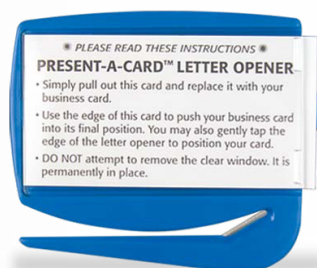 PLEASE READ THESE INSTRUCTIONS
PRESENT-A-CARD™ LETTER OPENER
• Simply pull out this card and replace it with your
business card.
• Use the edge of this card to push your business card
into its final position. You may also gently tap the
edge of the letter opener to position your card.
• DO NOT attempt to remove the clear window. It is
permanently in place.